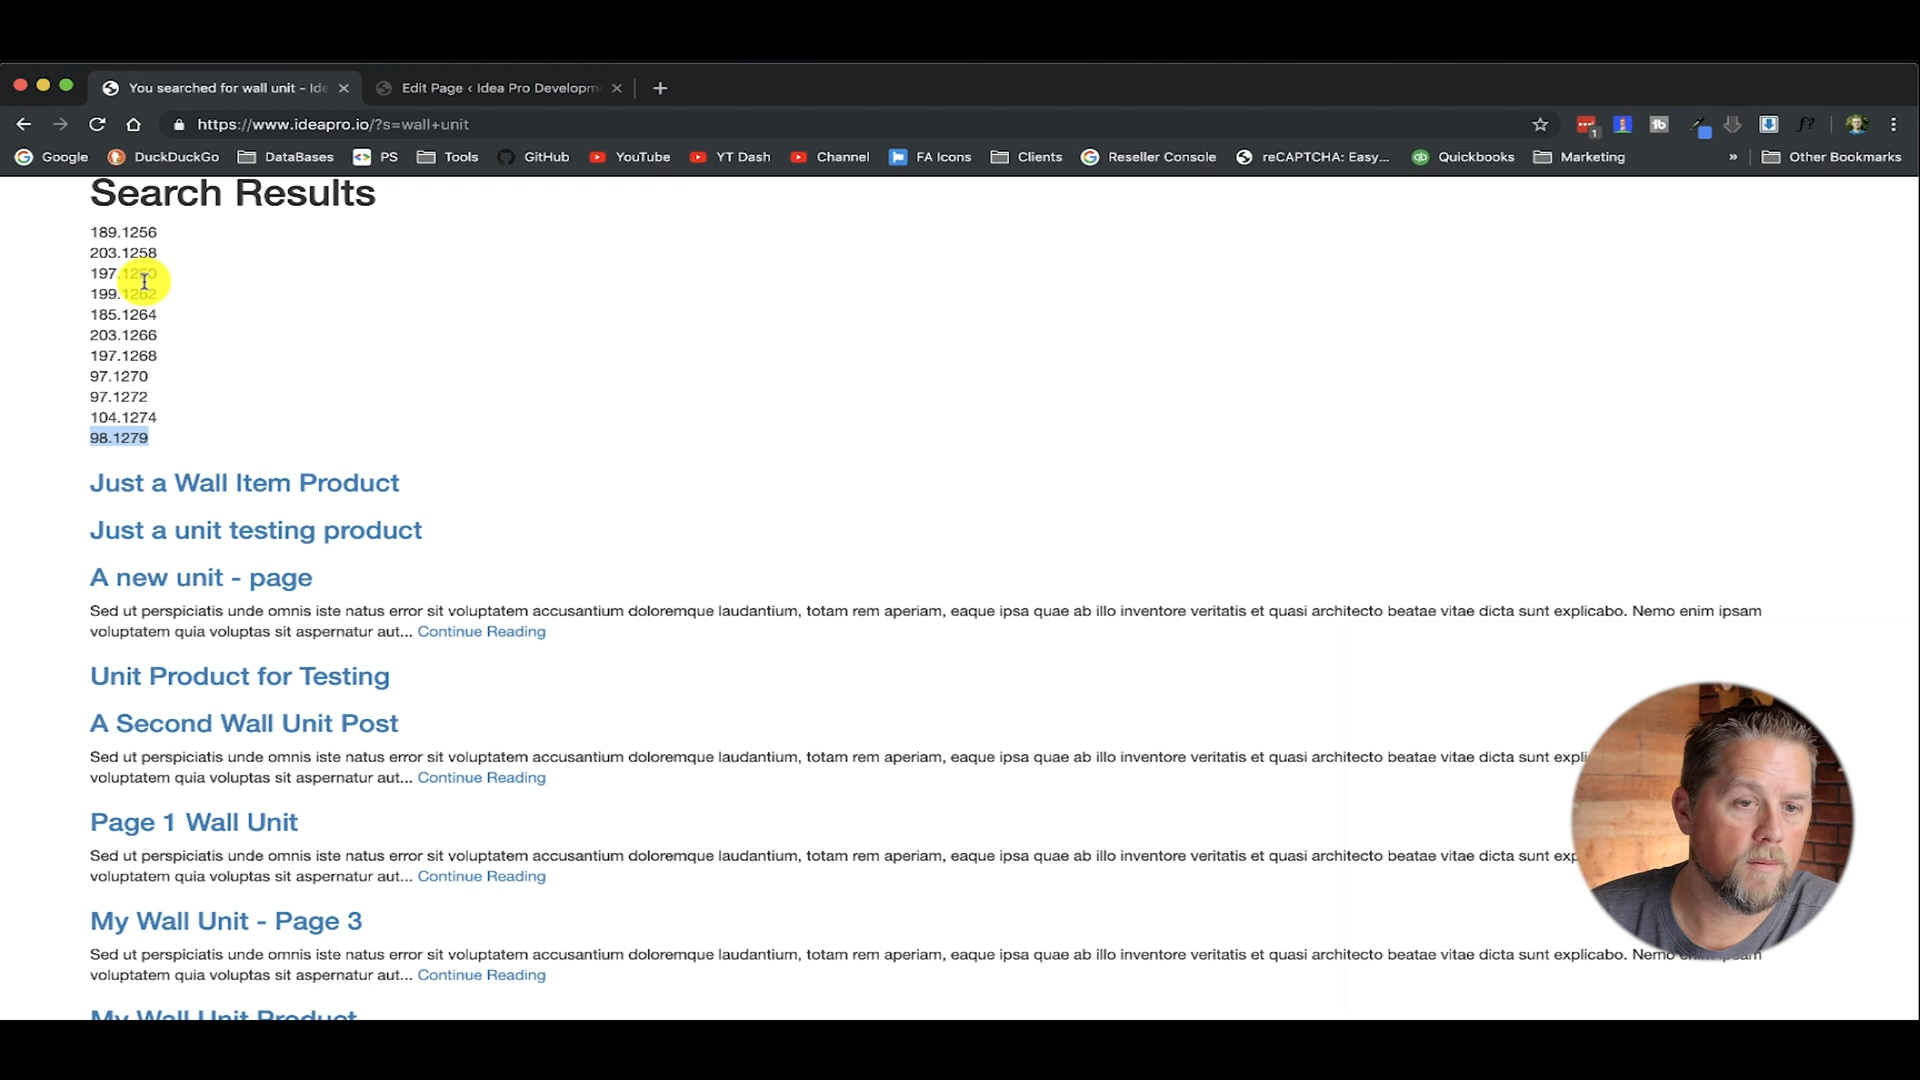 You searched for wall unit - Ide
Edit Page ‹ Idea Pro Developm
https://www.ideapro.io/?s=wall+unit
1
Google DuckDuckGo DataBases PS Tools GitHub YouTube YT Dash Channel FA Icons Clients Reseller Console reCAPTCHA: Easy... Quickbooks Marketing » Other Bookmarks
Search Results
189.1256
203.1258
197.1260
199.1262
185.1264
203.1266
197.1268
97.1270
97.1272
104.1274
98.1279
Just a Wall Item Product
Just a unit testing product
A new unit - page
Sed ut perspiciatis unde omnis iste natus error sit voluptatem accusantium doloremque laudantium, totam rem aperiam, eaque ipsa quae ab illo inventore veritatis et quasi architecto beatae vitae dicta sunt explicabo. Nemo enim ipsam
voluptatem quia voluptas sit aspernatur aut... Continue Reading
Unit Product for Testing
A Second Wall Unit Post
Sed ut perspiciatis unde omnis iste natus error sit voluptatem accusantium doloremque laudantium, totam rem aperiam, eaque ipsa quae ab illo inventore veritatis et quasi architecto beatae vitae dicta sunt expli
voluptatem quia voluptas sit aspernatur aut... Continue Reading
Page 1 Wall Unit
Sed ut perspiciatis unde omnis iste natus error sit voluptatem accusantium doloremque laudantium, totam rem aperiam, eaque ipsa quae ab illo inventore veritatis et quasi architecto beatae vitae dicta sunt exp
voluptatem quia voluptas sit aspernatur aut... Continue Reading
My Wall Unit - Page 3
Sed ut perspiciatis unde omnis iste natus error sit voluptatem accusantium doloremque laudantium, totam rem aperiam, eaque ipsa quae ab illo inventore veritatis et quasi architecto beatae vitae dicta sunt explicabo. Nemo enim ipsam
voluptatem quia voluptas sit aspernatur aut... Continue Reading
My Wall Unit Product